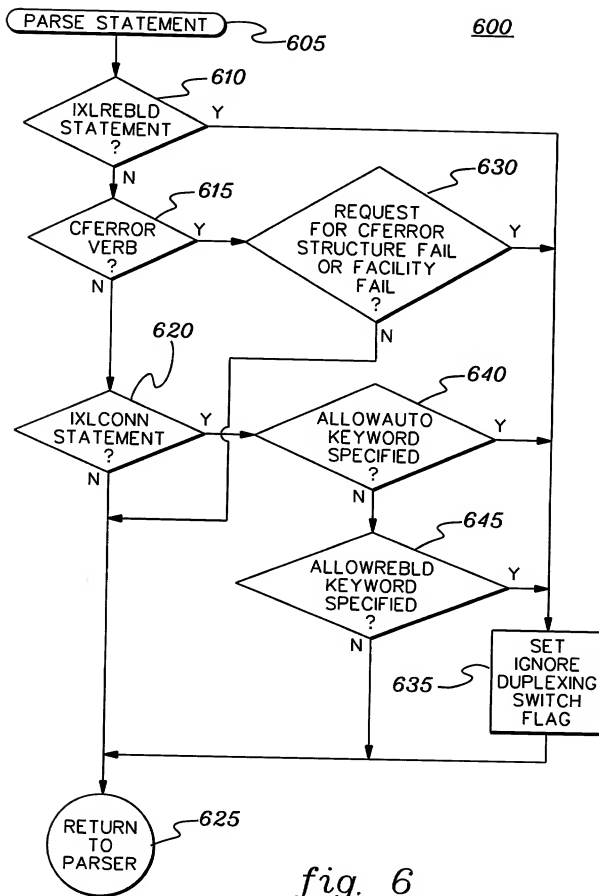 PARSE STATEMENT
605
600
610
IXLREBLD
STATEMENT
?
Y
N
615
CFERROR
VERB
?
Y
N
630
REQUEST
FOR CFERROR
STRUCTURE FAIL
OR FACILITY
FAIL
?
Y
N
620
IXLCONN
STATEMENT
?
Y
N
640
ALLOWAUTO
KEYWORD
SPECIFIED
?
Y
N
645
ALLOWREBLD
KEYWORD
SPECIFIED
?
Y
N
635
SET
IGNORE
DUPLEXING
SWITCH
FLAG
RETURN
TO
PARSER
625
fig. 6